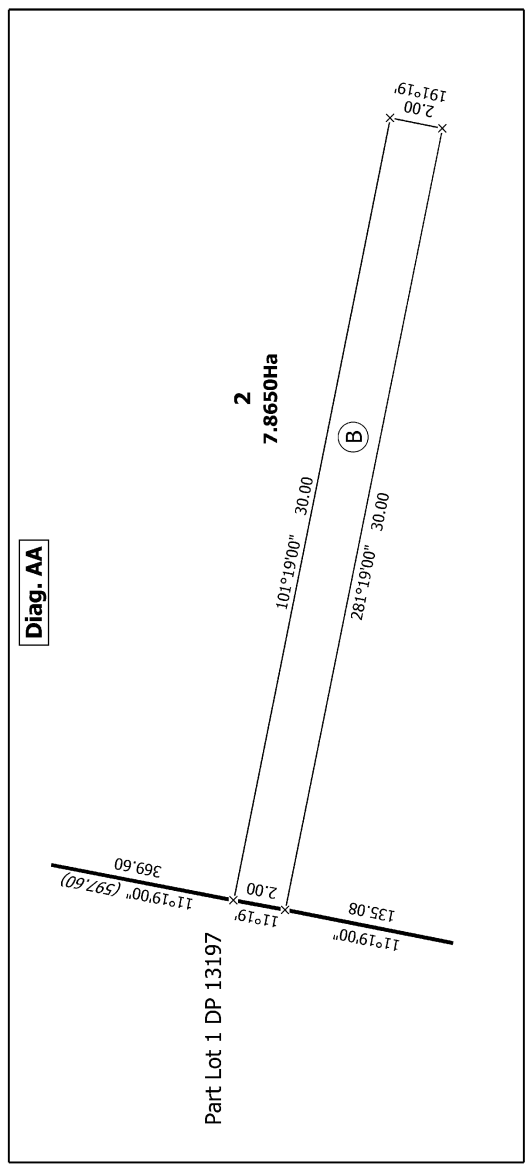 Diag. AA
2
7.8650Ha
B
101°19'00" 30.00
281°19'00" 30.00
2.00
191°19'
369.60
11°19'00" (597.60)
2.00
11°19'
135.08
11°19'00"
Part Lot 1 DP 13197